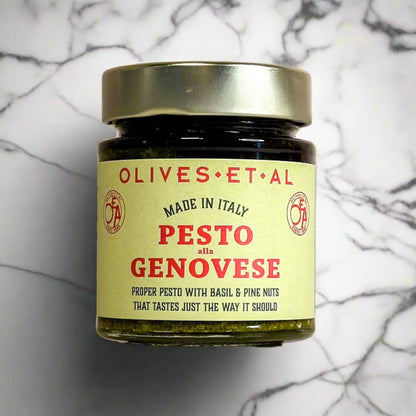 OLIVES·ET·AL
MADE IN ITALY
PESTO
alla
GENOVESE
PROPER PESTO WITH BASIL & PINE NUTS
THAT TASTES JUST THE WAY IT SHOULD